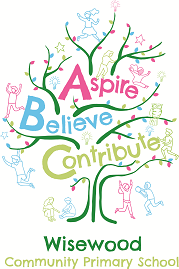 Aspire
Believe
Contribute
Wisewood
Community Primary School